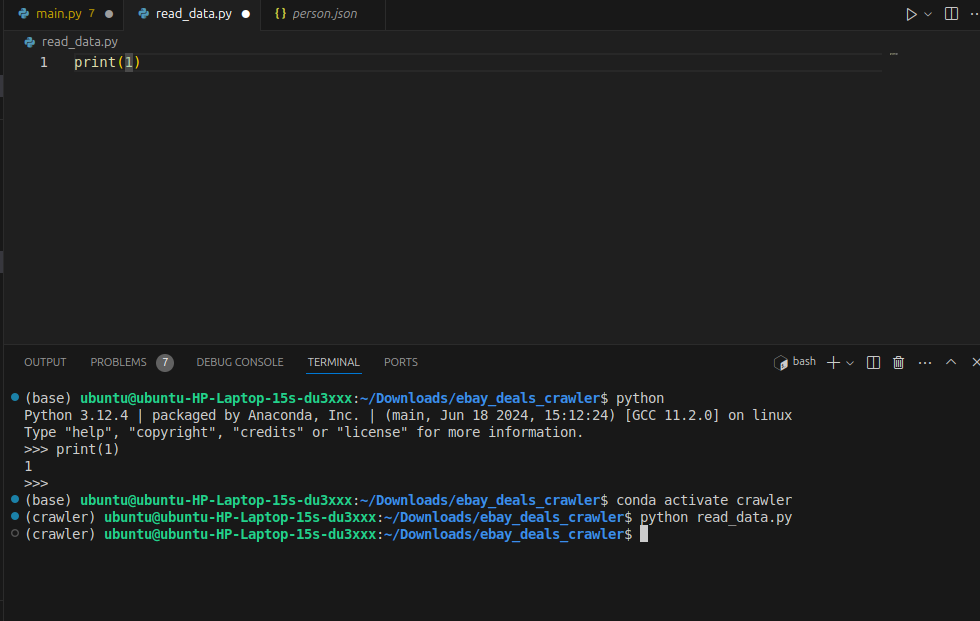 main.py 7 read_data.py person.json
read_data.py
1 print(1)
OUTPUT PROBLEMS 7 DEBUG CONSOLE TERMINAL PORTS bash
(base) ubuntu@ubuntu-HP-Laptop-15s-du3xxx:~/Downloads/ebay_deals_crawler$ python
Python 3.12.4 | packaged by Anaconda, Inc. | (main, Jun 18 2024, 15:12:24) [GCC 11.2.0] on linux
Type "help", "copyright", "credits" or "license" for more information.
>>> print(1)
1
>>>
(base) ubuntu@ubuntu-HP-Laptop-15s-du3xxx:~/Downloads/ebay_deals_crawler$ conda activate crawler
(crawler) ubuntu@ubuntu-HP-Laptop-15s-du3xxx:~/Downloads/ebay_deals_crawler$ python read_data.py
(crawler) ubuntu@ubuntu-HP-Laptop-15s-du3xxx:~/Downloads/ebay_deals_crawler$